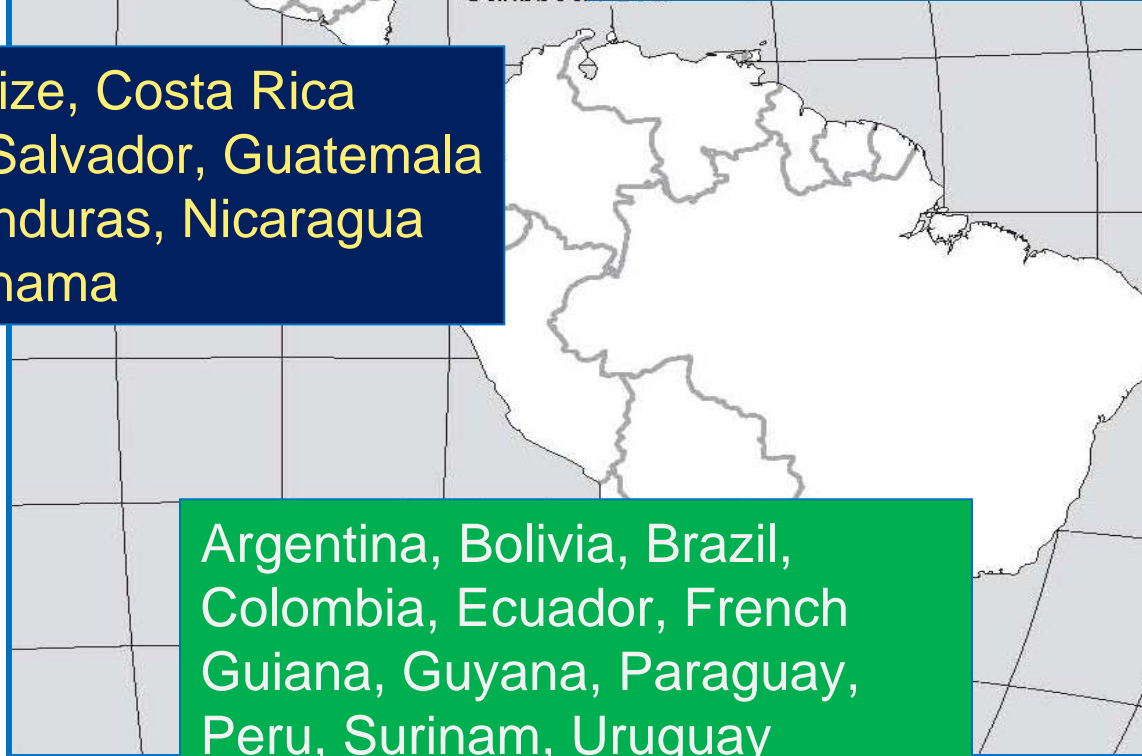 ize, Costa Rica
Salvador, Guatemala
nduras, Nicaragua
nama
Argentina, Bolivia, Brazil,
Colombia, Ecuador, French
Guiana, Guyana, Paraguay,
Peru, Surinam, Uruguay